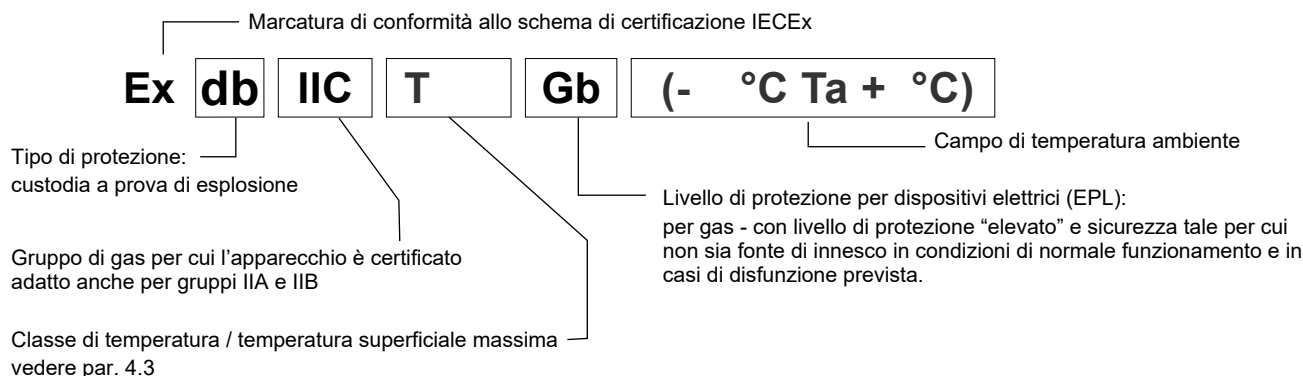 Marcatura di conformità allo schema di certificazione IECEx
Ex db IIC T Gb (- °C Ta + °C)
Campo di temperatura ambiente
Tipo di protezione:
custodia a prova di esplosione
Livello di protezione per dispositivi elettrici (EPL):
per gas - con livello di protezione “elevato” e sicurezza tale per cui
non sia fonte di innesco in condizioni di normale funzionamento e in
casi di disfunzione prevista.
Gruppo di gas per cui l’apparecchio è certificato
adatto anche per gruppi IIA e IIB
Classe di temperatura / temperatura superficiale massima
vedere par. 4.3